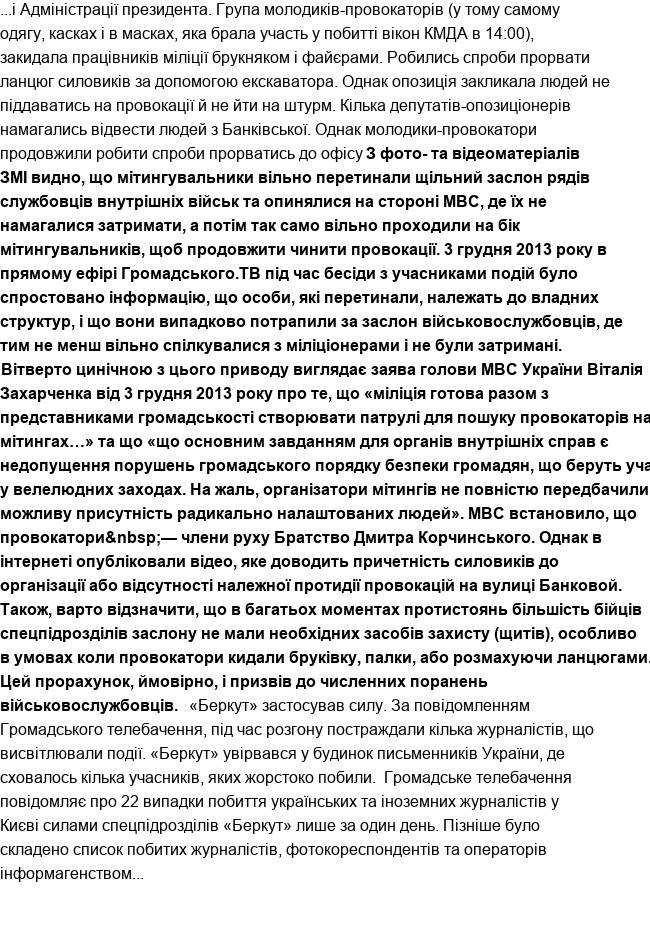 ...і Адміністрації президента. Група молодиків-провокаторів (у тому самому
одягу, касках і в масках, яка брала участь у побитті вікон КМДА в 14:00),
закидала працівників міліції брукняком і файєрами. Робились спроби прорвати
ланцюг силовиків за допомогою екскаватора. Однак опозиція закликала людей не
піддаватись на провокації й не йти на штурм. Кілька депутатів-опозиціонерів
намагались відвести людей з Банківської. Однак молодики-провокатори
продовжили робити спроби прорватись до офісу З фото- та відеоматеріалів
ЗМІ видно, що мітингувальники вільно перетинали щільний заслон рядів
службовців внутрішніх військ та опинялися на стороні МВС, де їх не
намагалися затримати, а потім так само вільно проходили на бік
мітингувальників, щоб продовжити чинити провокації. 3 грудня 2013 року в
прямому ефірі Громадського.ТВ під час бесіди з учасниками подій було
спростовано інформацію, що особи, які перетинали, належать до владних
структур, і що вони випадково потрапили за заслон військовослужбовців, де
тим не менш вільно спілкувалися з міліціонерами і не були затримані.
Вітверто цинічною з цього приводу виглядає заява голови МВС України Віталія
Захарченка від 3 грудня 2013 року про те, що «міліція готова разом з
представниками громадськості створювати патрулі для пошуку провокаторів на
мітингах…» та що «що основним завданням для органів внутрішніх справ є
недопущення порушень громадського порядку безпеки громадян, що беруть уча
у велелюдних заходах. На жаль, організатори мітингів не повністю передбачили
можливу присутність радикально налаштованих людей». МВС встановило, що
провокатори&nbsp;— члени руху Братство Дмитра Корчинського. Однак в
інтернеті опубліковали відео, яке доводить причетність силовиків до
організації або відсутності належної протидії провокацій на вулиці Банковой.
Також, варто відзначити, що в багатьох моментах протистоянь більшість бійців
спецпідрозділів заслону не мали необхідних засобів захисту (щитів), особливо
в умовах коли провокатори кидали бруківку, палки, або розмахуючи ланцюгами.
Цей прорахунок, ймовірно, і призвів до численних поранень
військовослужбовців. «Беркут» застосував силу. За повідомленням
Громадського телебачення, під час розгону постраждали кілька журналістів, що
висвітлювали події. «Беркут» увірвався у будинок письменників України, де
сховалось кілька учасників, яких жорстоко побили. Громадське телебачення
повідомляє про 22 випадки побиття українських та іноземних журналістів у
Києві силами спецпідрозділів «Беркут» лише за один день. Пізніше було
складено список побитих журналістів, фотокореспондентів та операторів
інформагенством...